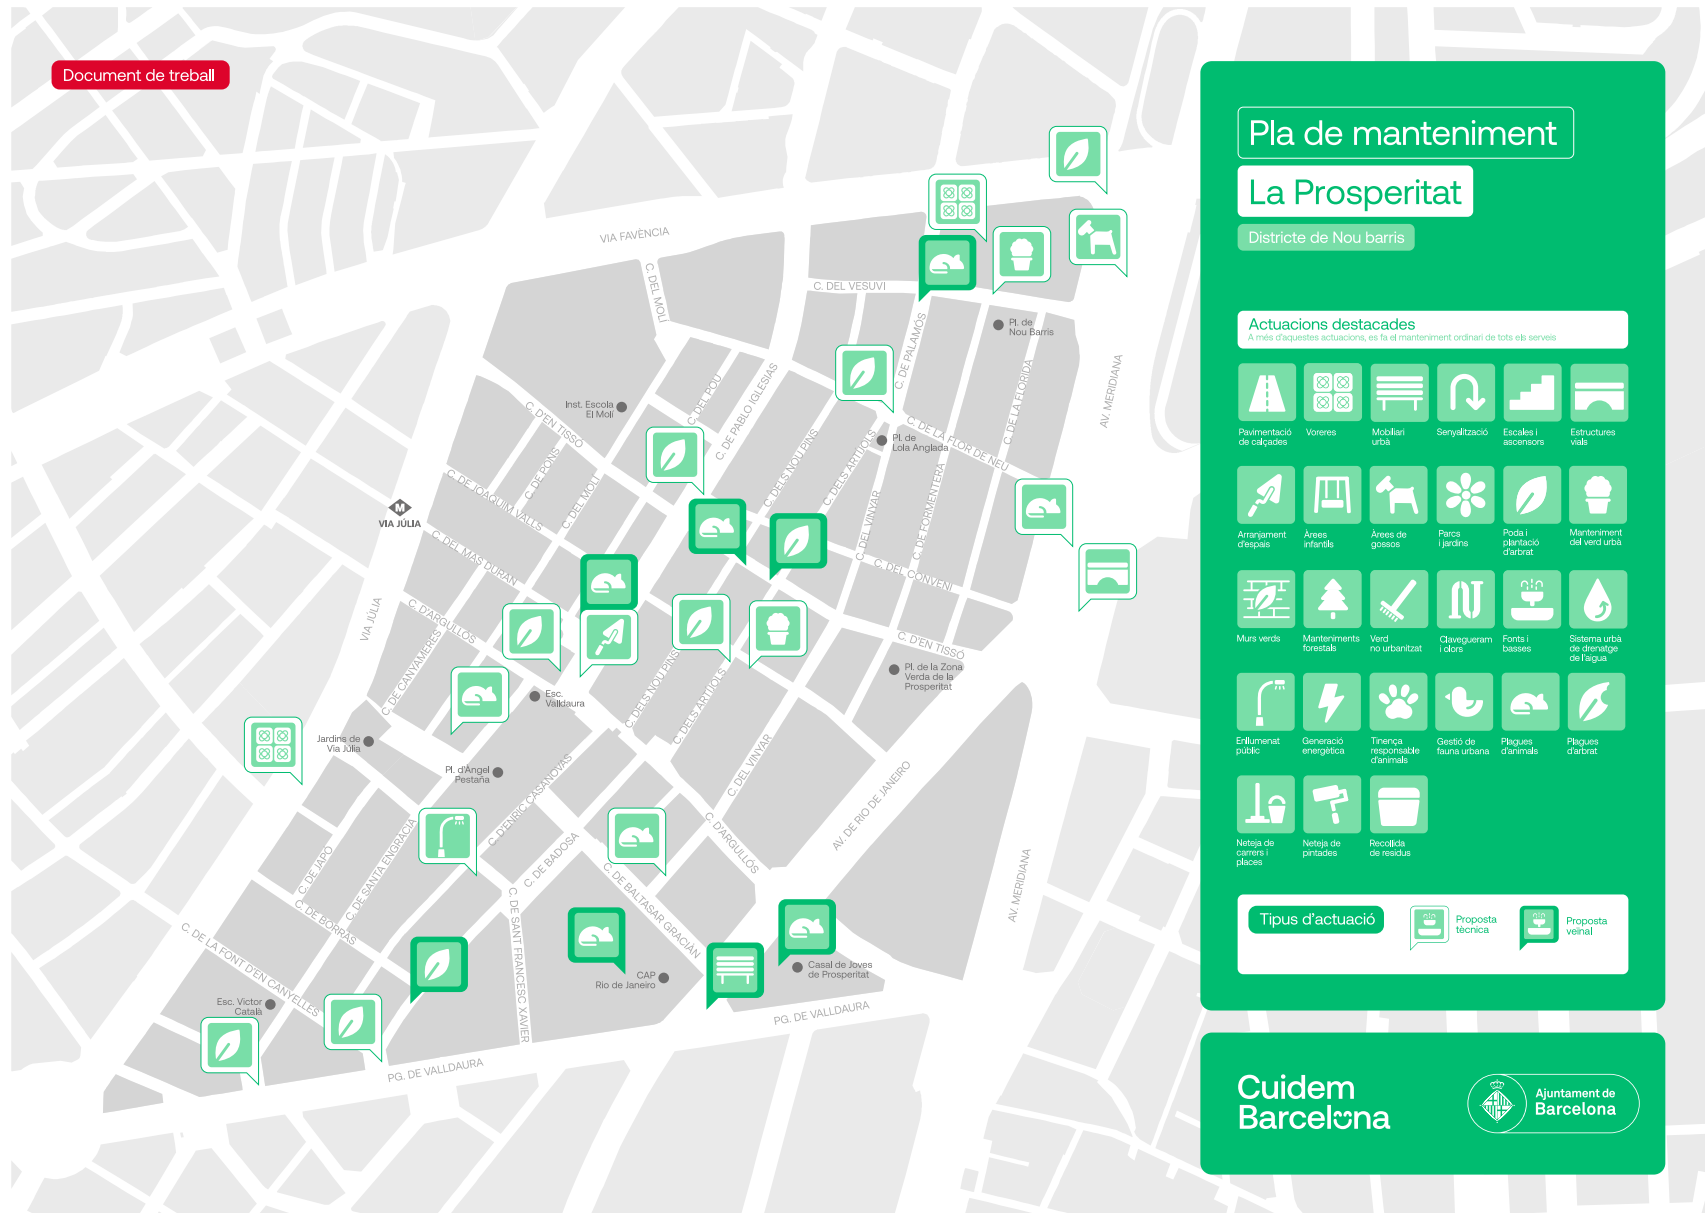 Document de treball
Pla de manteniment
La Prosperitat
Districte de Nou barris
Actuacions destacades
A més d'aquestes actuacions, es fa el manteniment ordinari de tots els serveis
Pavimentació
de calçades
Voreres
Mobiliari
urbà
Senyalització
Escales i
ascensors
Estructures
vials
Arranjament
d'espais
Àrees
infantils
Àrees de
gossos
Parcs
i jardins
Poda i
plantació
d'arbrat
Manteniment
del verd urbà
Murs verds
Manteniments
forestals
Verd
no urbanitzat
Clavegueram
i olors
Fonts i
basses
Sistema urbà
de drenatge
de l'aigua
Enllumenat
públic
Generació
energètica
Tinença
responsable
d'animals
Gestió de
fauna urbana
Plagues
d'animals
Plagues
d'arbrat
Neteja de
carrers i
places
Neteja de
pintades
Recollida
de residus
Tipus d'actuació
Proposta
tècnica
Proposta
veïnal
Cuidem
Barcelona
Ajuntament de
Barcelona
VIA FAVÈNCIA
C. DEL MOLÍ
C. DEL VESUVI
Pl. de
Nou Barris
C. DE PALAMÓS
C. DE LA FLORIDA
AV. MERIDIANA
C. DEL POU
C. DE PABLO IGLESIAS
Inst. Escola
El Molí
C. D'EN TISSÓ
C. DE PONS
C. DEL MOLÍ
C. DE JOAQUIM VALLS
C. DELS NOU PINS
C. DELS ARTIJOLS
Pl. de
Lola Anglada
C. DE LA FLOR DE NEU
C. DEL VINYAR
C. DE FORMENTERA
M
VIA JÚLIA
C. DEL MAS DURAN
C. DEL CONVENI
C. D'EN TISSÓ
VIA JÚLIA
C. D'ARGULLÓS
C. DE CANYAMERES
Pl. de la Zona
Verda de la
Prosperitat
Esc.
Valldaura
C. DELS NOU PINS
C. DELS ARTIJOLS
C. DEL VINYAR
Jardins de
Via Júlia
Pl. d'Àngel
Pestaña
C. D'ENRIC CASANOVAS
AV. DE RIO DE JANEIRO
C. D'ARGULLÓS
C. DE BADOSA
C. DE BALTASAR GRACIÁN
C. DE JAPÓ
C. DE SANTA ENGRÀCIA
C. DE BORRÀS
C. DE SANT FRANCESC XAVIER
AV. MERIDIANA
C. DE LA FONT D'EN CANYELLES
CAP
Rio de Janeiro
Casal de Joves
de Prosperitat
Esc. Víctor
Català
PG. DE VALLDAURA
PG. DE VALLDAURA